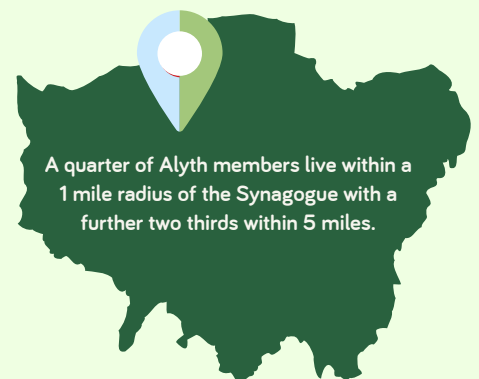 A quarter of Alyth members live within a
1 mile radius of the Synagogue with a
further two thirds within 5 miles.